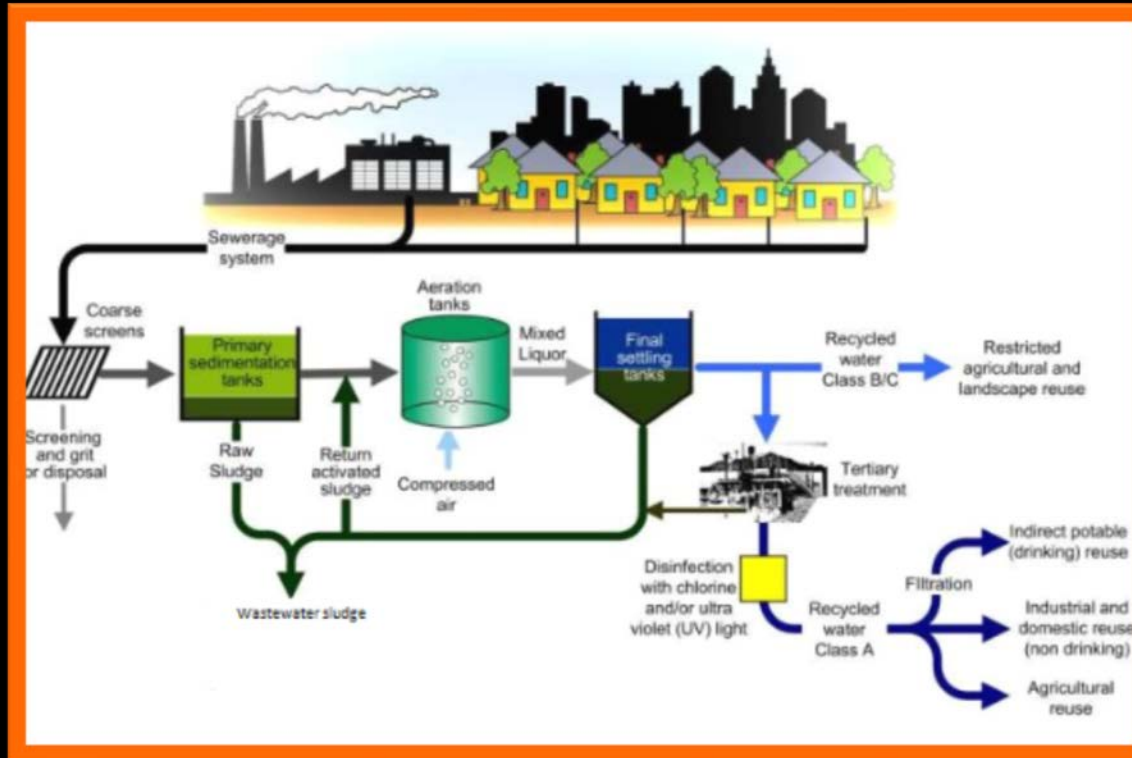 Sewerage
system
Coarse
screens
Primary
sedimentation
tanks
Aeration
tanks
Mixed
Liquor
Final
settling
tanks
Recycled
water
Class B/C
Restricted
agricultural and
landscape reuse
Screening
and grit
or disposal
Raw
Sludge
Return
activated
sludge
Compressed
air
Tertiary
treatment
Wastewater sludge
Disinfection
with chlorine
and/or ultra
violet (UV) light
Recycled
water
Class A
FIltration
Indirect potable
(drinking) reuse
Industrial and
domestic reuse
(non drinking)
Agricultural
reuse